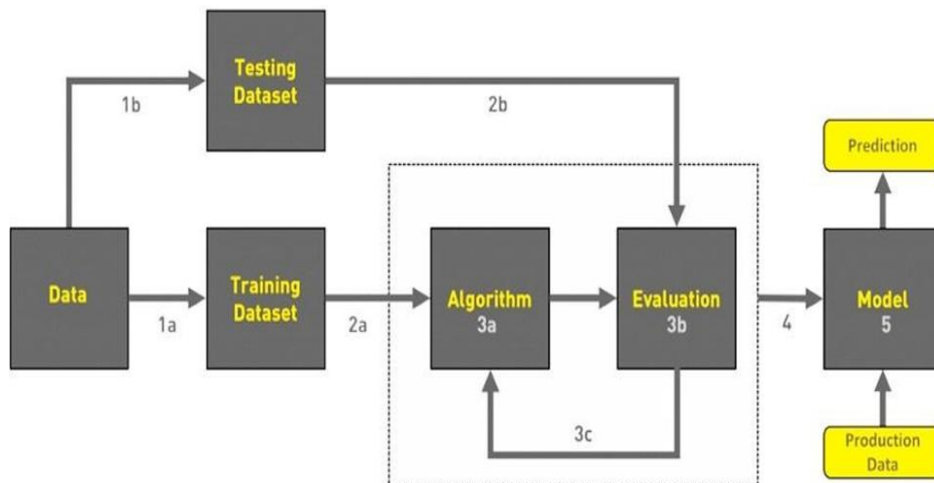 Testing
Dataset
1b
2b
Prediction
Data
1a
Training
Dataset
2a
Algorithm
3a
Evaluation
3b
4
Model
5
3c
Production
Data